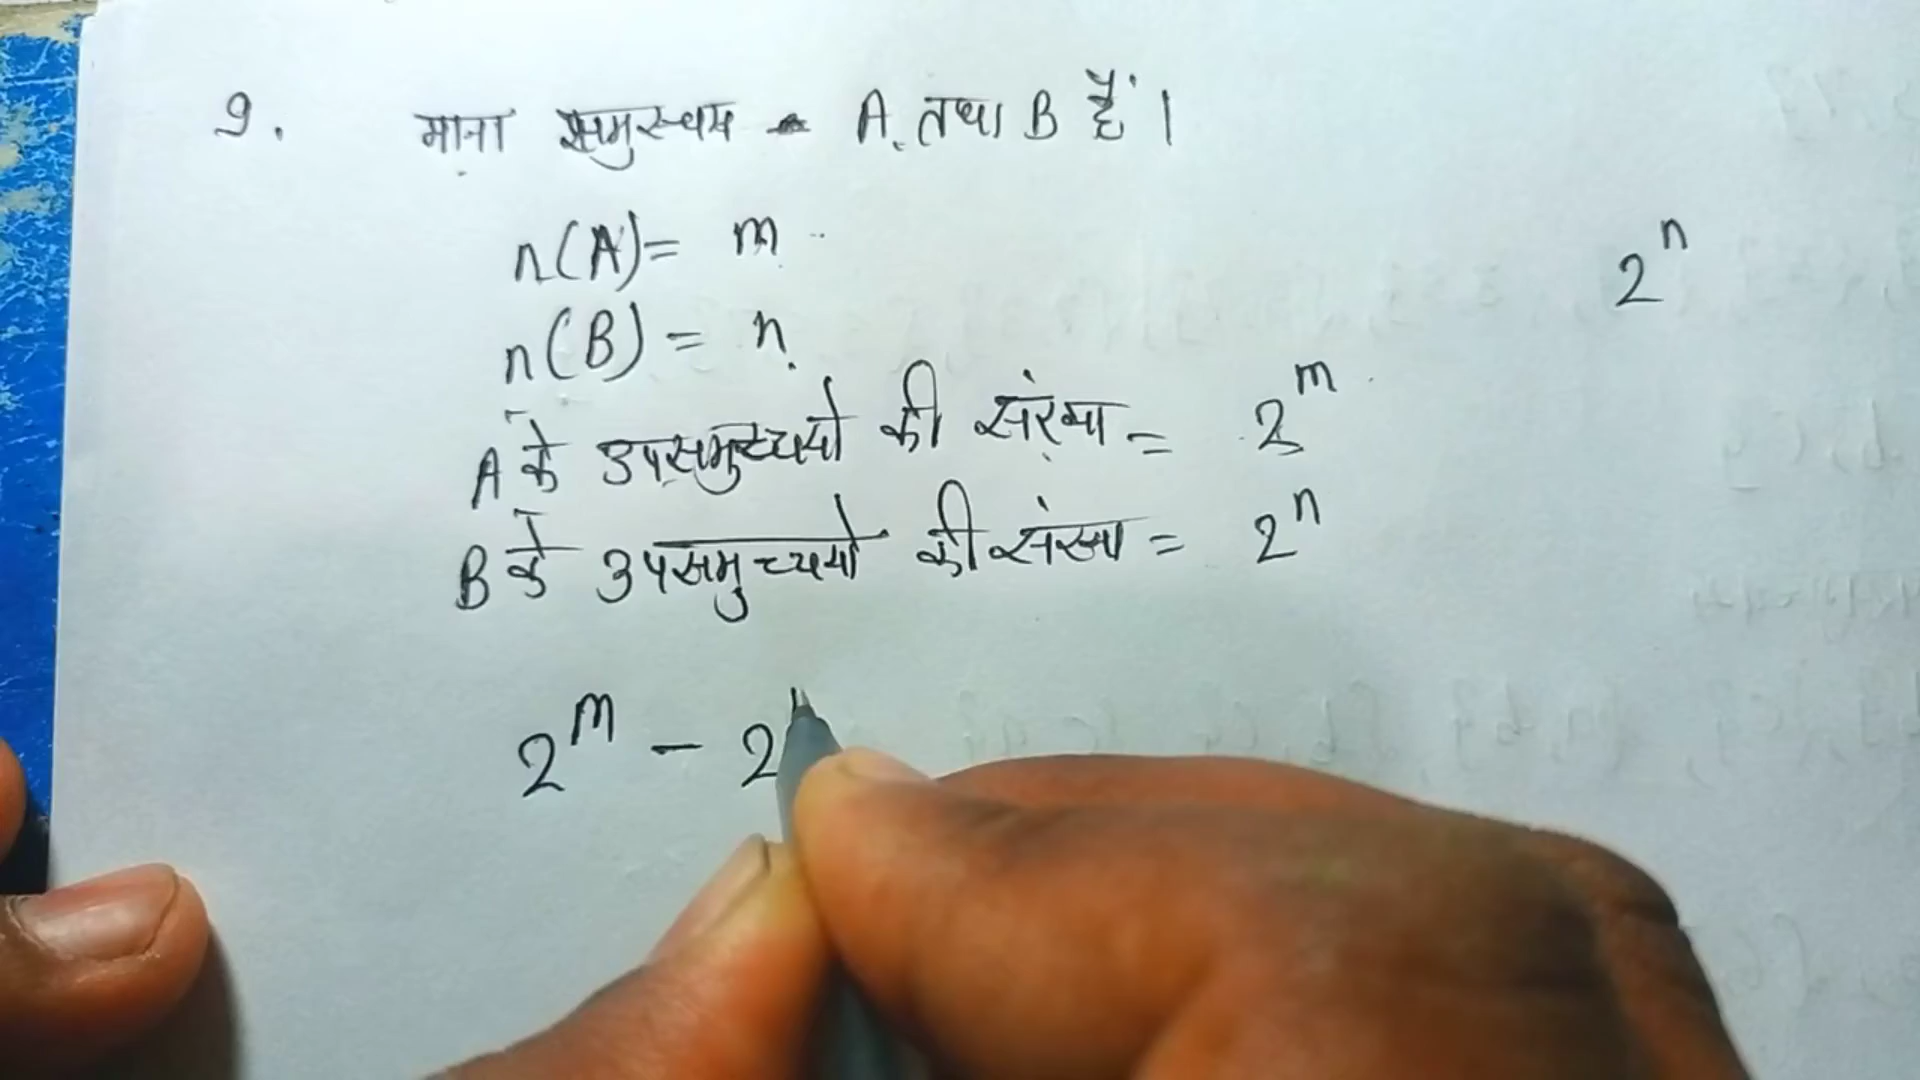 9. माना समुस्चय A. तथा B हैं।
n(A) = m
2^n
n(B) = n.
A के उपसमुच्चयो की संख्या = 2^m
B के उपसमुच्चयो की संख्या = 2^n
2^m - 2